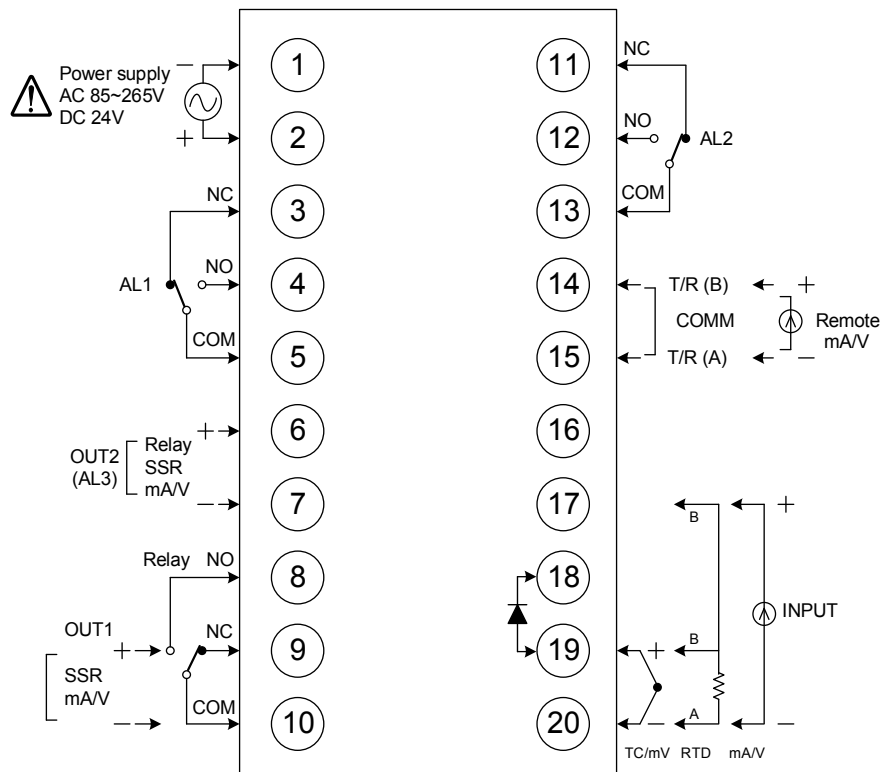 Power supply
AC 85~265V
DC 24V
−
+
1
2
NC
3
AL1
NO
4
COM
5
OUT2
(AL3)
Relay
SSR
mA/V
+
6
−
7
Relay
NO
8
OUT1
+
NC
9
SSR
mA/V
−
COM
10
11
NC
12
NO
AL2
13
COM
14
T/R (B)
+
COMM
Remote
mA/V
15
T/R (A)
−
16
17
B
+
18
INPUT
19
+
B
20
−
A
−
TC/mV RTD mA/V